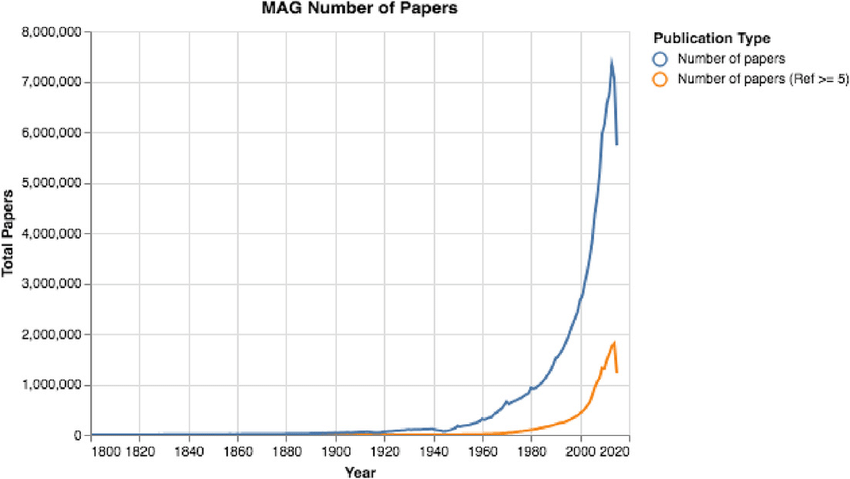 MAG Number of Papers
8,000,000
7,000,000
6,000,000
5,000,000
4,000,000
3,000,000
2,000,000
1,000,000
0
Total Papers
1800 1820 1840 1860 1880 1900 1920 1940 1960 1980 2000 2020
Year
Publication Type
Number of papers
Number of papers (Ref >= 5)